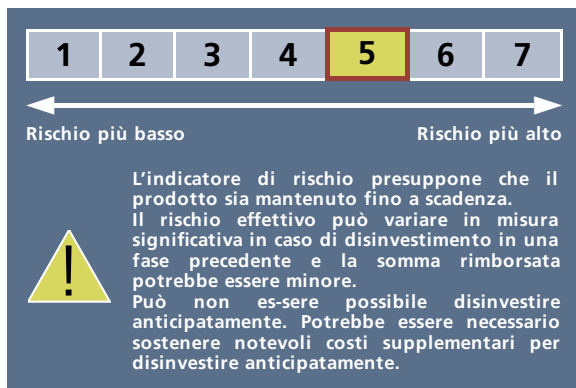 1 2 3 4 5 6 7
Rischio più basso Rischio più alto
L'indicatore di rischio presuppone che il
prodotto sia mantenuto fino a scadenza.
Il rischio effettivo può variare in misura
significativa in caso di disinvestimento in una
fase precedente e la somma rimborsata
potrebbe essere minore.
Può non es-sere possibile disinvestire
anticipatamente. Potrebbe essere necessario
sostenere notevoli costi supplementari per
disinvestire anticipatamente.
!